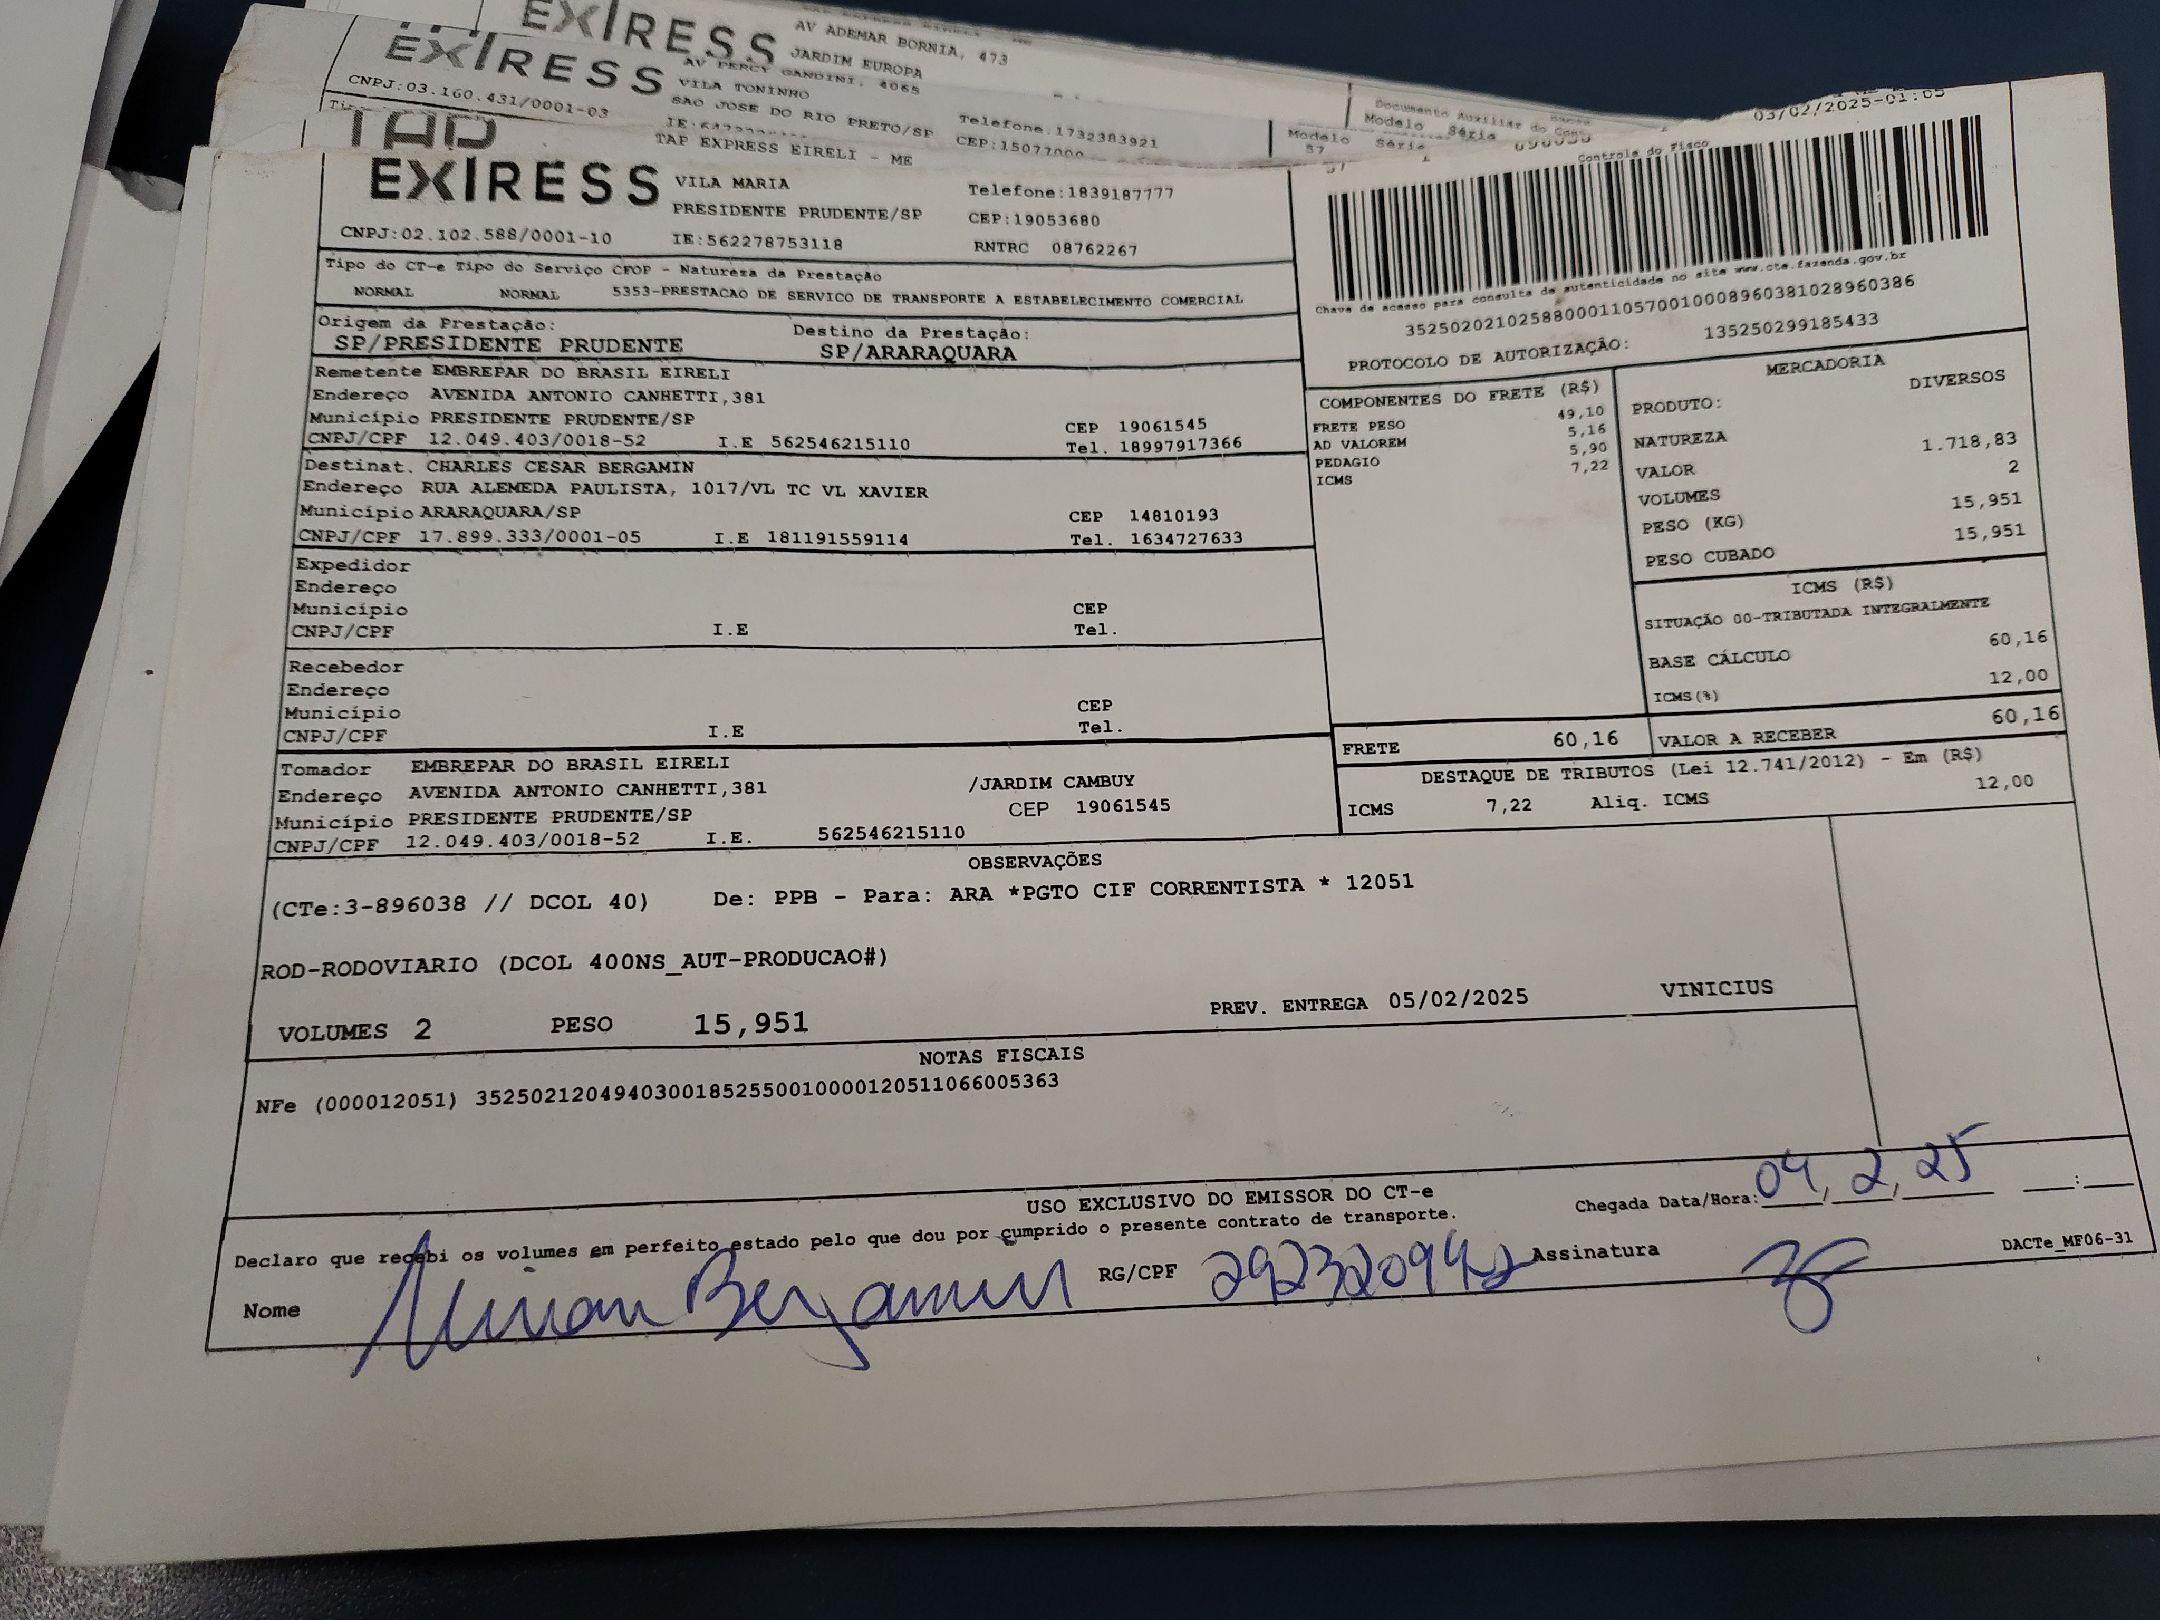 EXIRESS
AV ADEMAR BORNIA, 473
JARDIM EUROPA
EXIRESS
AV PERCY GANDINI, 4065
VILA TONINHO
SAO JOSE DO RIO PRETO/SP
Telefone.1732383921
CEP:15077000
CNPJ:03.160.431/0001-03
Documento Auxiliar do
Modelo Série
Modelo Série
57
TAP
TAP EXPRESS EIRELI - ME
03/02/2025-01:05
Controle do Fisco
EXIRESS
VILA MARIA
Telefone:1839187777
PRESIDENTE PRUDENTE/SP
CEP:19053680
CNPJ:02.102.588/0001-10
IE:562278753118
RNTRC 08762267
Tipo do CT-e Tipo do Serviço CFOP - Natureza da Prestação
NORMAL NORMAL 5353-PRESTACAO DE SERVICO DE TRANSPORTE A ESTABELECIMENTO COMERCIAL
Chave de acesso para consulta de autenticidade no site www.cte.fazenda.gov.br
35250202102588000110570010008960381028960386
PROTOCOLO DE AUTORIZAÇÃO: 135250299185433
Origem da Prestação: Destino da Prestação:
SP/PRESIDENTE PRUDENTE SP/ARARAQUARA
Remetente EMBREPAR DO BRASIL EIRELI
Endereço AVENIDA ANTONIO CANHETTI,381
Município PRESIDENTE PRUDENTE/SP CEP 19061545
CNPJ/CPF 12.049.403/0018-52 I.E 562546215110 Tel. 18997917366
Destinat. CHARLES CESAR BERGAMIN
Endereço RUA ALEMEDA PAULISTA, 1017/VL TC VL XAVIER
Município ARARAQUARA/SP CEP 14810193
CNPJ/CPF 17.899.333/0001-05 I.E 181191559114 Tel. 1634727633
Expedidor
Endereço
Município CEP
CNPJ/CPF I.E Tel.
Recebedor
Endereço
Município CEP
CNPJ/CPF I.E Tel.
Tomador EMBREPAR DO BRASIL EIRELI
Endereço AVENIDA ANTONIO CANHETTI,381 /JARDIM CAMBUY
Município PRESIDENTE PRUDENTE/SP CEP 19061545
CNPJ/CPF 12.049.403/0018-52 I.E. 562546215110
COMPONENTES DO FRETE (R$)
FRETE PESO 49,10
AD VALOREM 5,16
PEDAGIO 5,90
ICMS 7,22
MERCADORIA
PRODUTO: DIVERSOS
NATUREZA
VALOR 1.718,83
VOLUMES 2
PESO (KG) 15,951
PESO CUBADO 15,951
ICMS (R$)
SITUAÇÃO 00-TRIBUTADA INTEGRALMENTE
BASE CÁLCULO 60,16
ICMS(%) 12,00
FRETE 60,16 VALOR A RECEBER 60,16
DESTAQUE DE TRIBUTOS (Lei 12.741/2012) - Em (R$)
ICMS 7,22 Aliq. ICMS 12,00
OBSERVAÇÕES
(CTe:3-896038 // DCOL 40) De: PPB - Para: ARA *PGTO CIF CORRENTISTA * 12051
ROD-RODOVIARIO (DCOL 400NS_AUT-PRODUCAO#)
VOLUMES 2 PESO 15,951 PREV. ENTREGA 05/02/2025 VINICIUS
NOTAS FISCAIS
NFe (000012051) 35250212049403001852550010000120511066005363
USO EXCLUSIVO DO EMISSOR DO CT-e
Chegada Data/Hora: 04, 2, 25 :
Declaro que recebi os volumes em perfeito estado pelo que dou por cumprido o presente contrato de transporte.
DACTe_MF06-31
Nome Mirian Benjamin RG/CPF 292320942 Assinatura